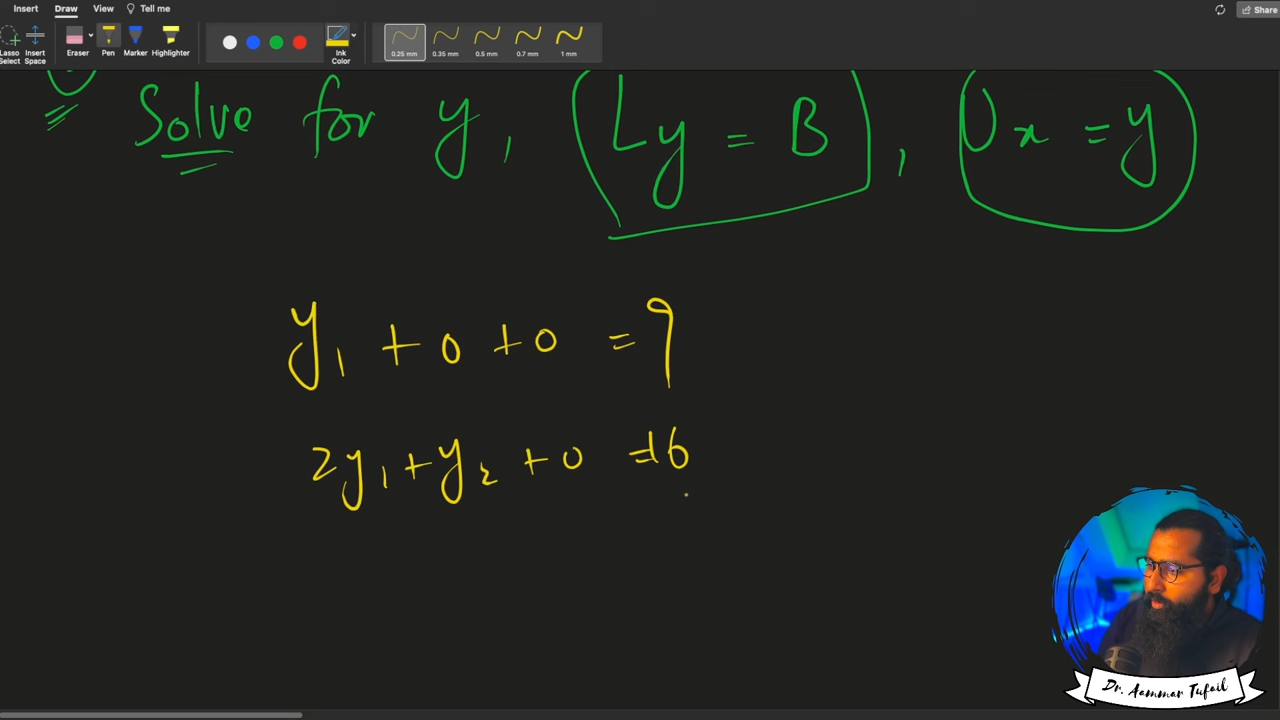 Insert Draw View Tell me Share
Lasso Select Insert Space Eraser Pen Marker Highlighter Ink Color 0.25 mm 0.35 mm 0.5 mm 0.7 mm 1 mm
Solve for y, Ly = B, Ux = y
y₁ + 0 + 0 = 9
2y₁ + y₂ + 0 = 16
Dr. Aammar Tufail